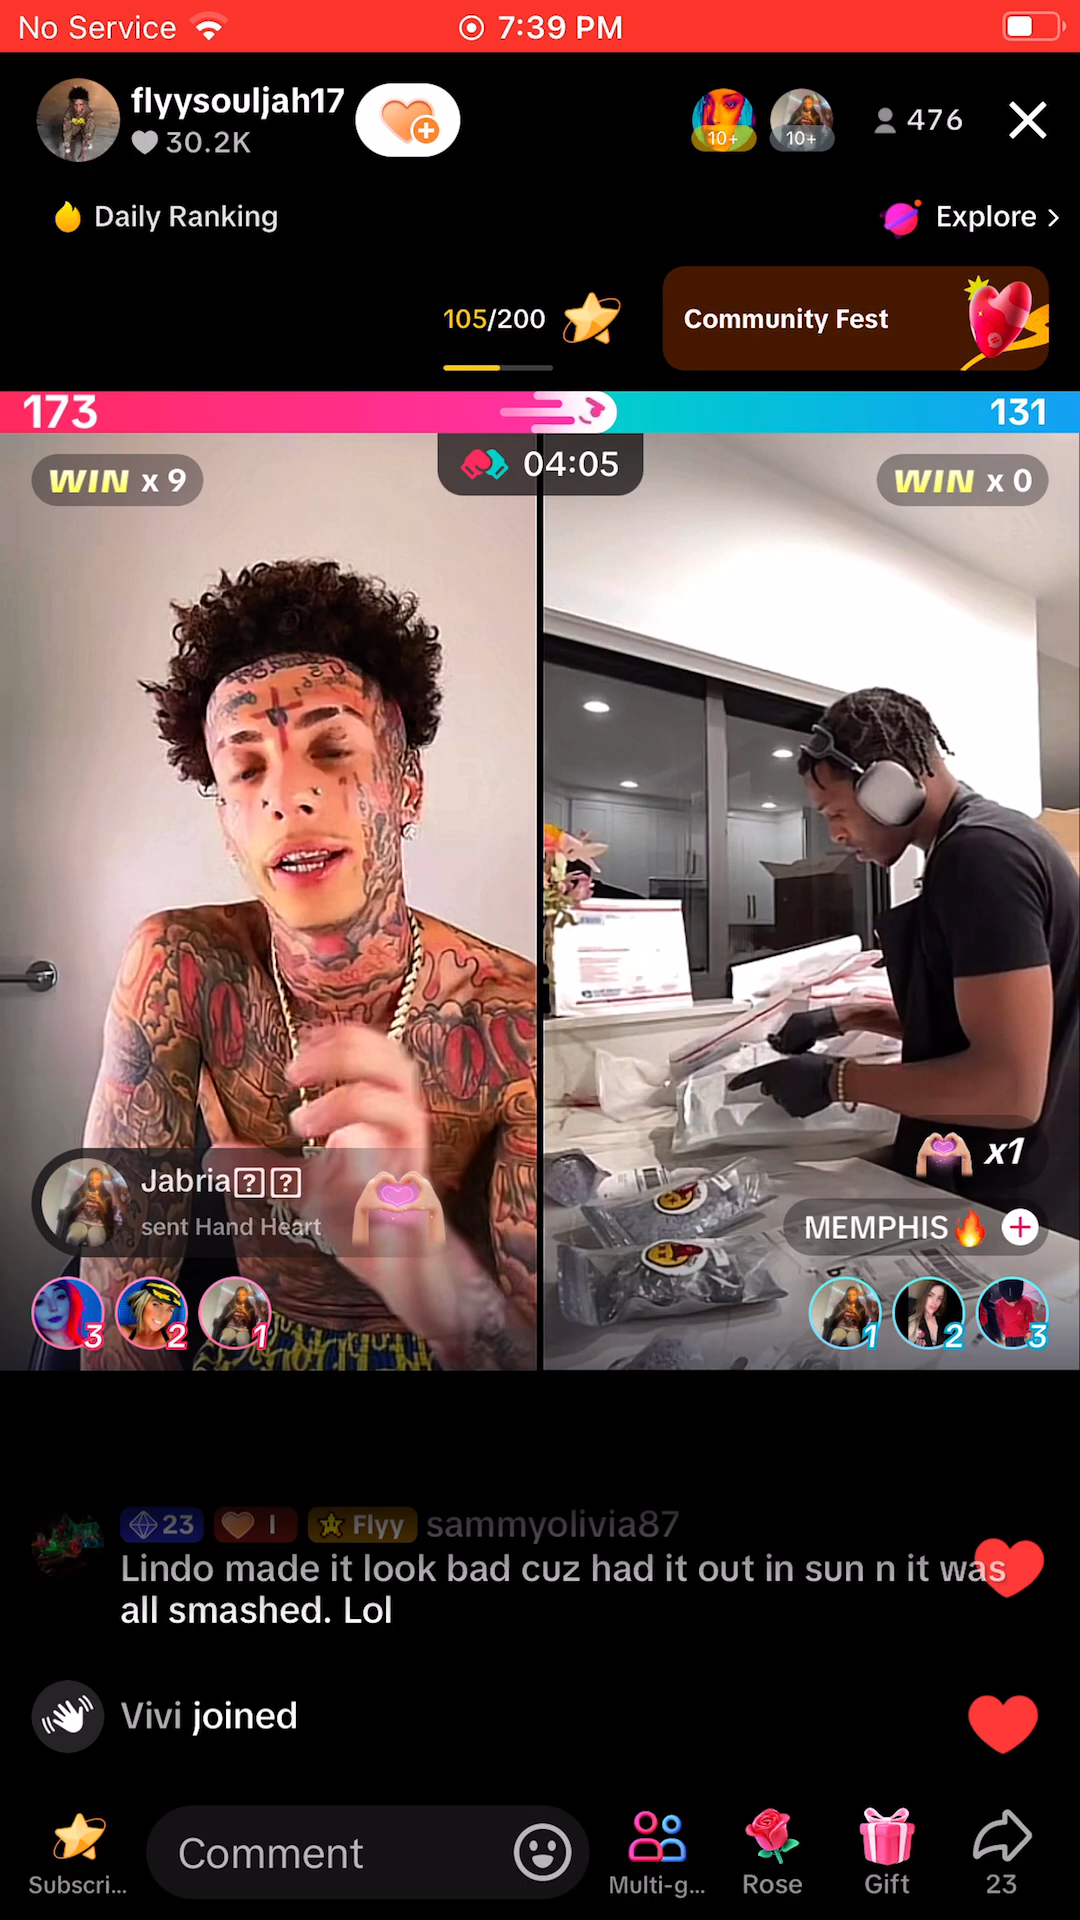 No Service
7:39 PM
flyysouljah17
30.2K
10+
10+
476
Daily Ranking
Explore >
105/200
Community Fest
173
131
WIN x 9
04:05
WIN x 0
Jabria
sent Hand Heart
x1
MEMPHIS🔥
3
2
1
1
2
3
23
I
Flyy
sammyolivia87
Lindo made it look bad cuz had it out in sun n it was
all smashed. Lol
Vivi joined
Subscri...
Comment
Multi-g...
Rose
Gift
23